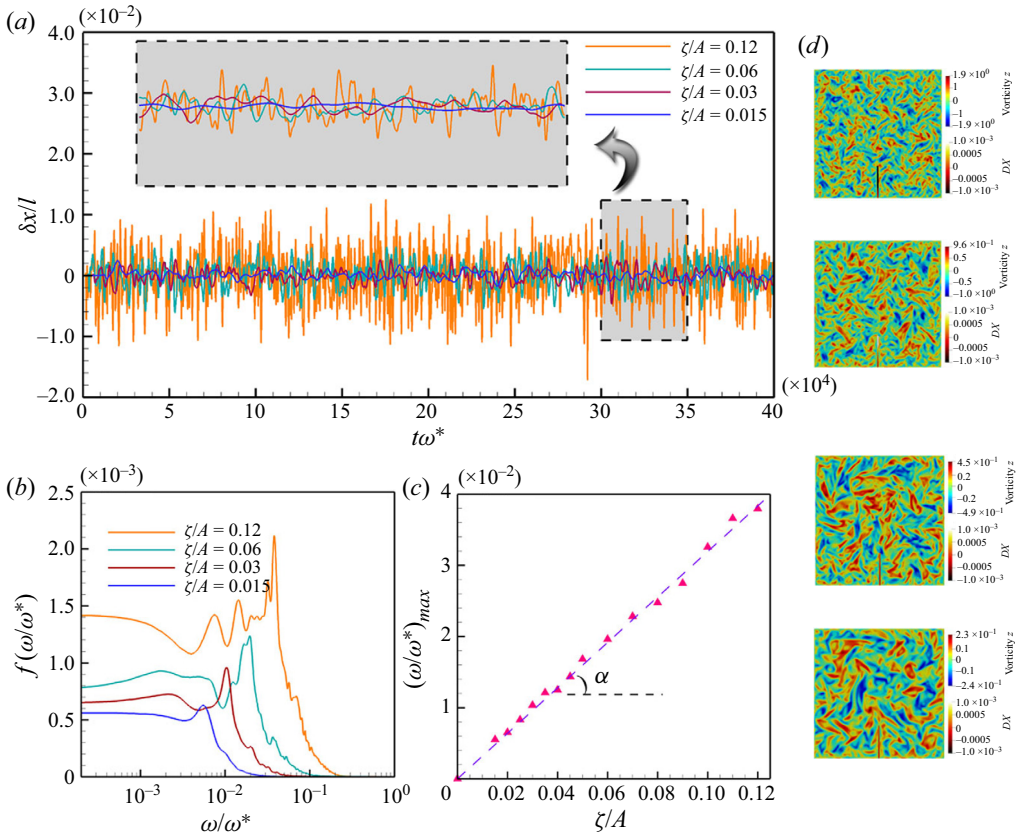 (a)
(×10⁻²)
4.0
3.0
2.0
1.0
0
−1.0
−2.0
δx/l
ζ/A = 0.12
ζ/A = 0.06
ζ/A = 0.03
ζ/A = 0.015
0 5 10 15 20 25 30 35 40
(×10⁴)
tω*
(b)
(×10⁻³)
2.5
2.0
1.5
1.0
0.5
0
f(ω/ω*)
ζ/A = 0.12
ζ/A = 0.06
ζ/A = 0.03
ζ/A = 0.015
10⁻³ 10⁻² 10⁻¹ 10⁰
ω/ω*
(c)
(×10⁻²)
4
3
2
1
0
(ω/ω*)max
α
0.02 0.04 0.06 0.08 0.10 0.12
ζ/A
(d)
1.9 ×10⁰
1
0
−1
−1.9 ×10⁰
Vorticity z
1.0 ×10⁻³
0.0005
0
−0.0005
−1.0 ×10⁻³
DX
9.6 ×10⁻¹
0.5
0
−0.5
−1.0 ×10⁰
Vorticity z
1.0 ×10⁻³
0.0005
0
−0.0005
−1.0 ×10⁻³
DX
4.5 ×10⁻¹
0.2
0
−0.2
−4.9 ×10⁻¹
Vorticity z
1.0 ×10⁻³
0.0005
0
−0.0005
−1.0 ×10⁻³
DX
2.3 ×10⁻¹
0.1
0
−0.1
−2.4 ×10⁻¹
Vorticity z
1.0 ×10⁻³
0.0005
0
−0.0005
−1.0 ×10⁻³
DX